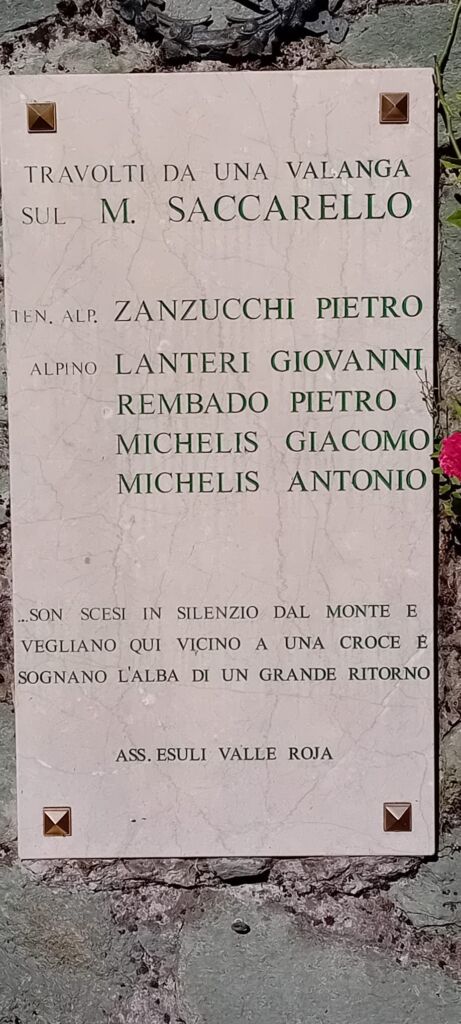 TRAVOLTI DA UNA VALANGA
SUL M. SACCARELLO
TEN. ALP. ZANZUCCHI PIETRO
ALPINO LANTERI GIOVANNI
REMBADO PIETRO
MICHELIS GIACOMO
MICHELIS ANTONIO
...SON SCESI IN SILENZIO DAL MONTE E
VEGLIANO QUI VICINO A UNA CROCE E
SOGNANO L'ALBA DI UN GRANDE RITORNO
ASS. ESULI VALLE ROJA